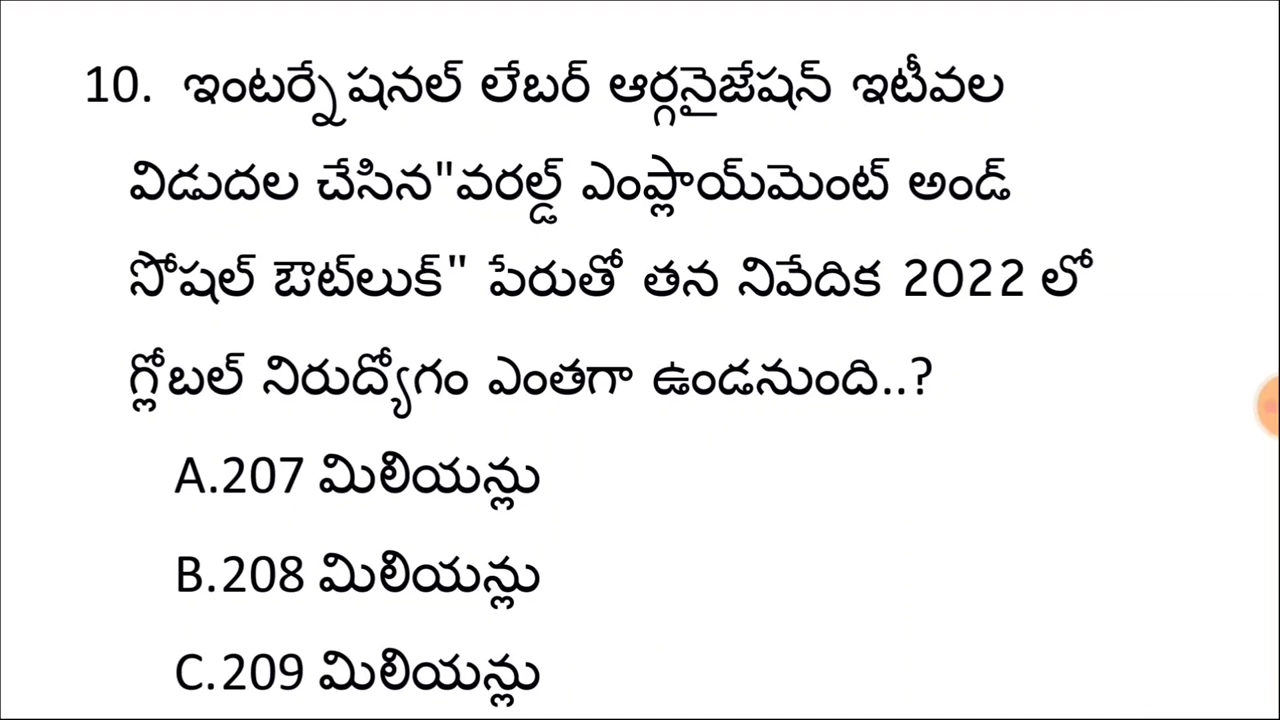 10. ఇంటర్నేషనల్ లేబర్ ఆర్గనైజేషన్ ఇటీవల
విడుదల చేసిన"వరల్డ్ ఎంప్లాయ్‌మెంట్ అండ్
సోషల్ ఔట్‌లుక్" పేరుతో తన నివేదిక 2022 లో
గ్లోబల్ నిరుద్యోగం ఎంతగా ఉండనుంది..?
A.207 మిలియన్లు
B.208 మిలియన్లు
C.209 మిలియన్లు